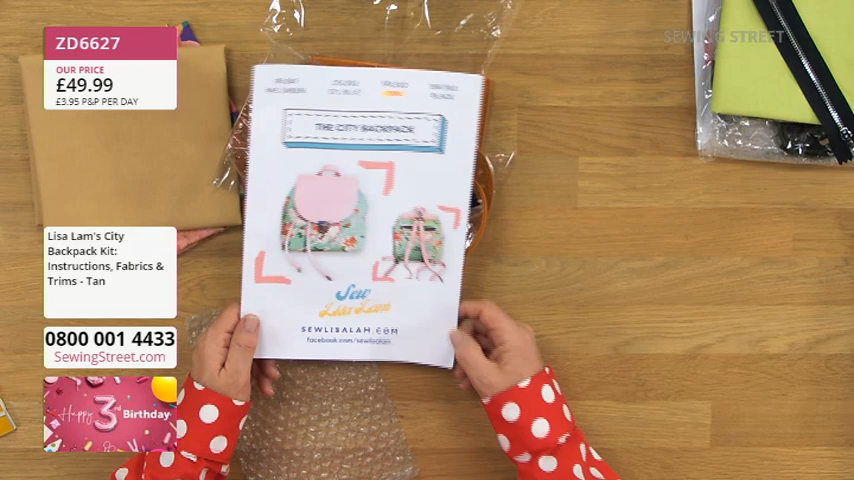 ZD6627
OUR PRICE
£49.99
£3.95 P&P PER DAY
SEWING STREET
THE CITY BACKPACK
Lisa Lam's City
Backpack Kit:
Instructions, Fabrics &
Trims - Tan
Sew
Lisa Lam
SEWLISALAM.COM
facebook.com/sewlisalam
0800 001 4433
SewingStreet.com
Happy 3rd Birthday